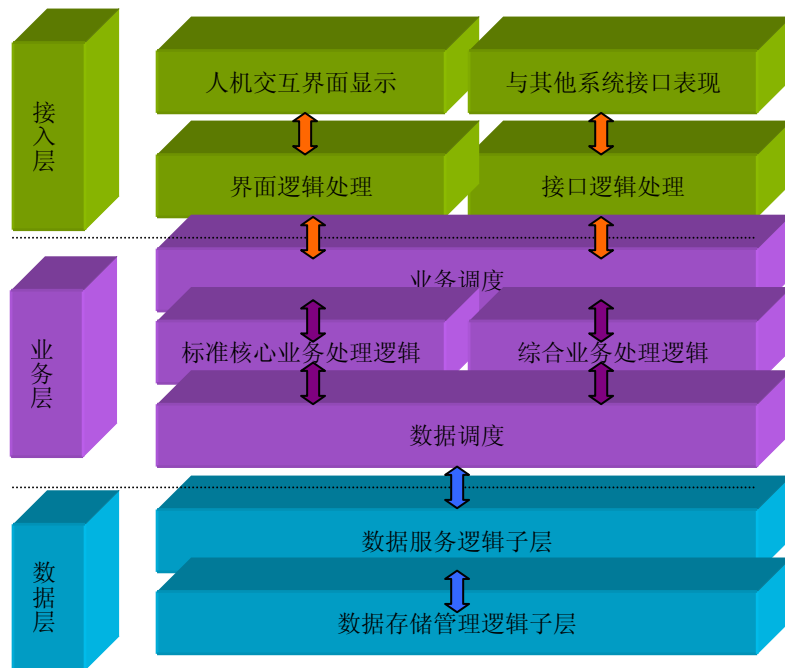 接入层
人机交互界面显示
与其他系统接口表现
界面逻辑处理
接口逻辑处理
业务层
业务调度
标准核心业务处理逻辑
综合业务处理逻辑
数据调度
数据层
数据服务逻辑子层
数据存储管理逻辑子层